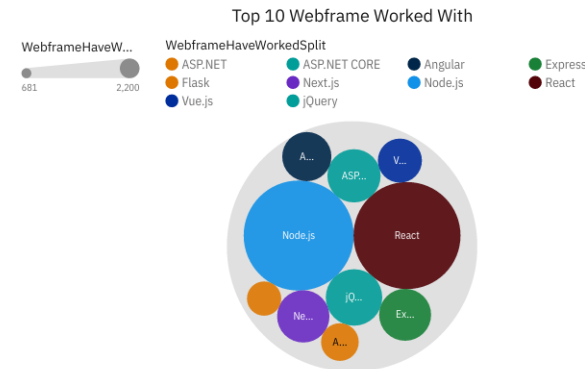 Top 10 Webframe Worked With
WebframeHaveW...
681 2,200
WebframeHaveWorkedSplit
ASP.NET ASP.NET CORE Angular Express
Flask Next.js Node.js React
Vue.js jQuery
A...
V...
ASP...
Node.js React
jQ...
Ne... Ex...
A...